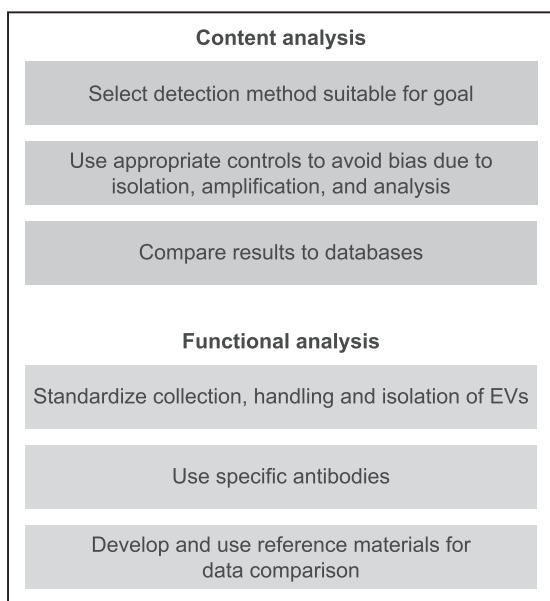 Content analysis
Select detection method suitable for goal
Use appropriate controls to avoid bias due to
isolation, amplification, and analysis
Compare results to databases
Functional analysis
Standardize collection, handling and isolation of EVs
Use specific antibodies
Develop and use reference materials for
data comparison